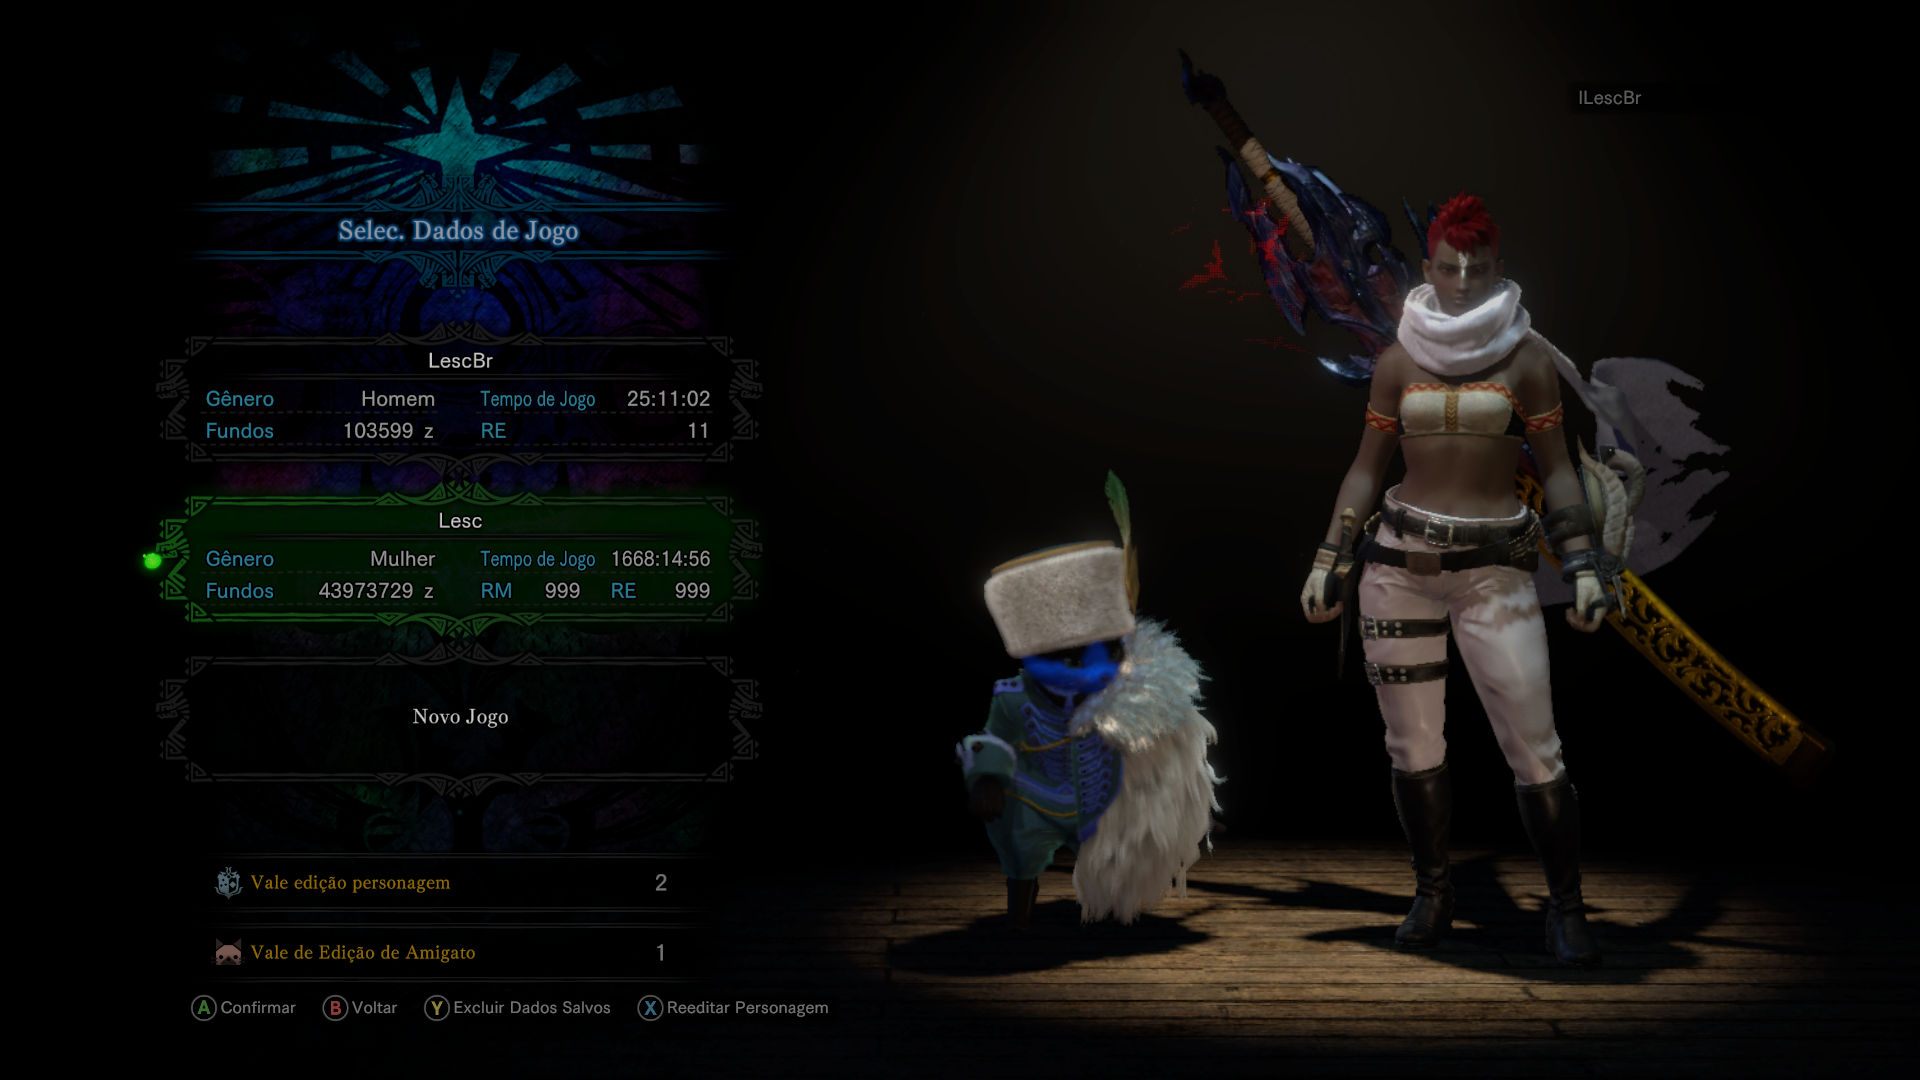 lLescBr
Selec. Dados de Jogo
LescBr
Gênero Homem Tempo de Jogo 25:11:02
Fundos 103599 z RE 11
Lesc
Gênero Mulher Tempo de Jogo 1668:14:56
Fundos 43973729 z RM 999 RE 999
Novo Jogo
Vale edição personagem 2
Vale de Edição de Amigato 1
A Confirmar B Voltar Y Excluir Dados Salvos X Reeditar Personagem